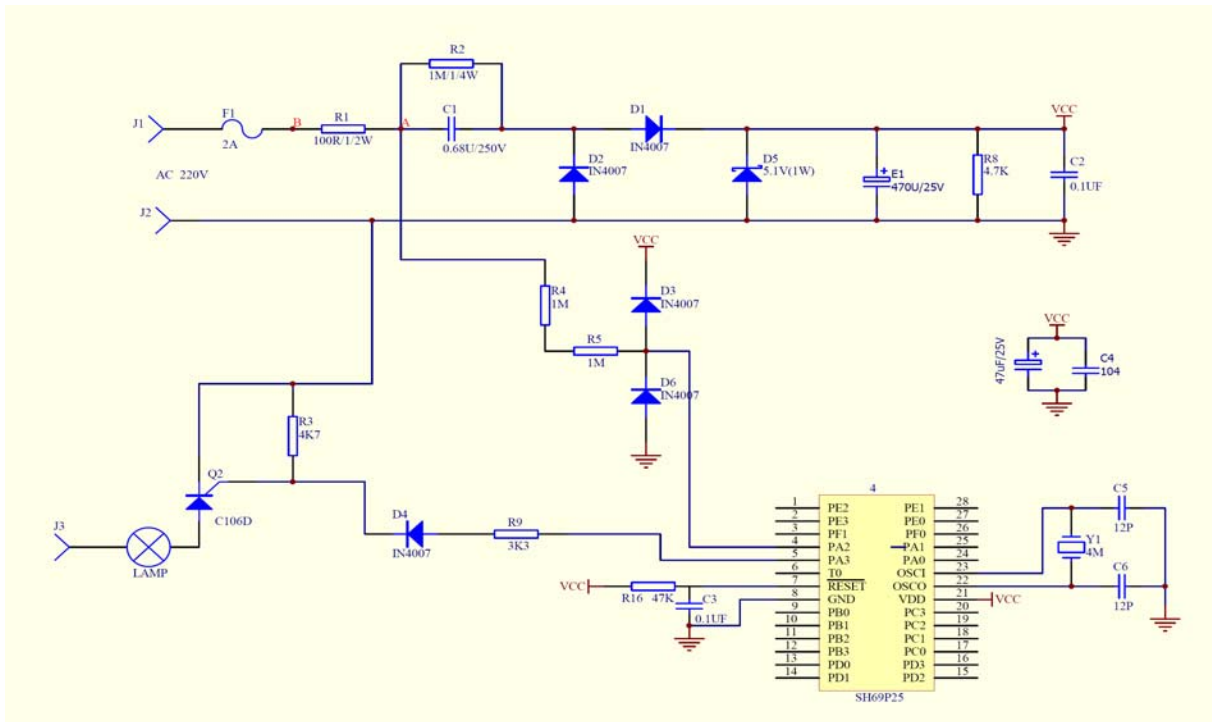 R2
1M/1/4W
J1
F1
2A
B
R1
100R/1/2W
A
C1
0.68U/250V
D1
IN4007
VCC
AC 220V
D2
IN4007
D5
5.1V(1W)
E1
470U/25V
R8
4.7K
C2
0.1UF
J2
VCC
R4
1M
D3
IN4007
R5
1M
D6
IN4007
VCC
47uF/25V
C4
104
R3
4K7
Q2
C106D
J3
LAMP
D4
IN4007
R9
3K3
VCC
R16 47K
C3
0.1UF
4
1 PE2 PE1 28
2 PE3 PE0 27
3 PF1 PF0 26
4 PA2 PA1 25
5 PA3 PA0 24
6 T0 OSCI 23
7 RESET OSCO 22
8 GND VDD 21
9 PB0 PC3 20
10 PB1 PC2 19
11 PB2 PC1 18
12 PB3 PC0 17
13 PD0 PD3 16
14 PD1 PD2 15
SH69P25
VCC
C5
12P
Y1
4M
C6
12P